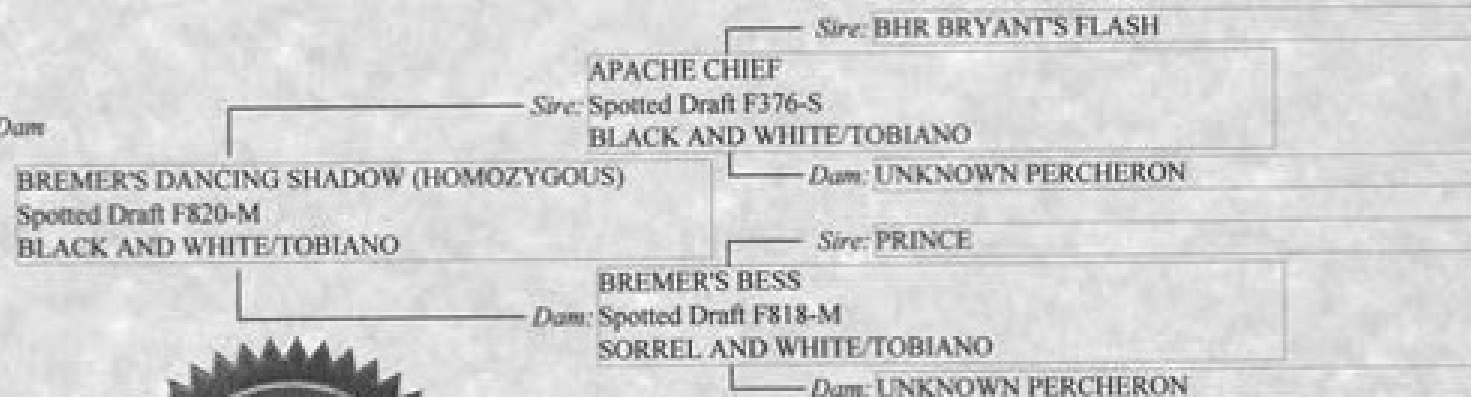 Sire: BHR BRYANT'S FLASH
APACHE CHIEF
Sire: Spotted Draft F376-S
BLACK AND WHITE/TOBIANO
Dam
Dam: UNKNOWN PERCHERON
BREMER'S DANCING SHADOW (HOMOZYGOUS)
Spotted Draft F820-M
BLACK AND WHITE/TOBIANO
Sire: PRINCE
BREMER'S BESS
Dam: Spotted Draft F818-M
SORREL AND WHITE/TOBIANO
Dam: UNKNOWN PERCHERON